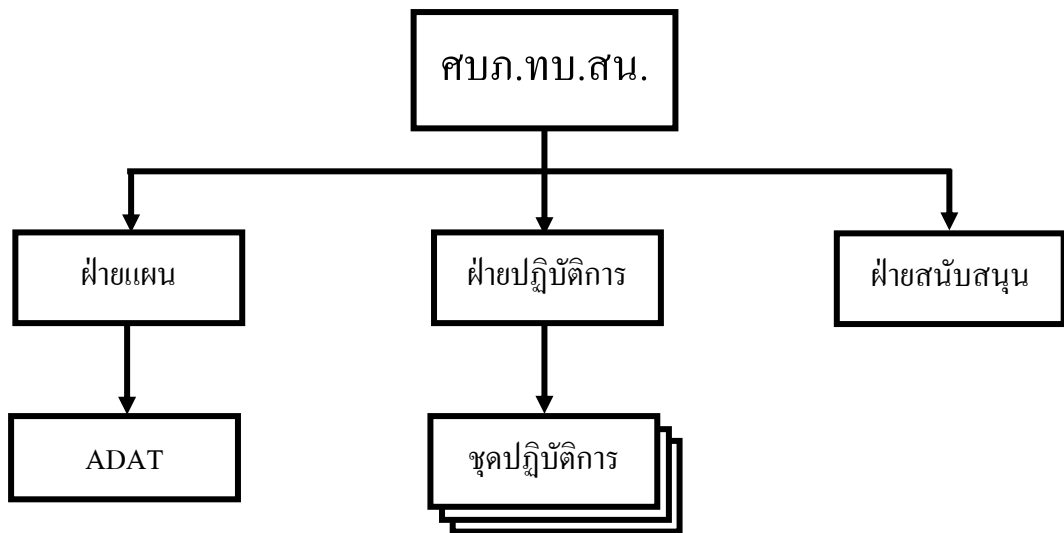 ศบภ.ทบ.สน.
ฝ่ายแผน
ฝ่ายปฏิบัติการ
ฝ่ายสนับสนุน
ADAT
ชุดปฏิบัติการ